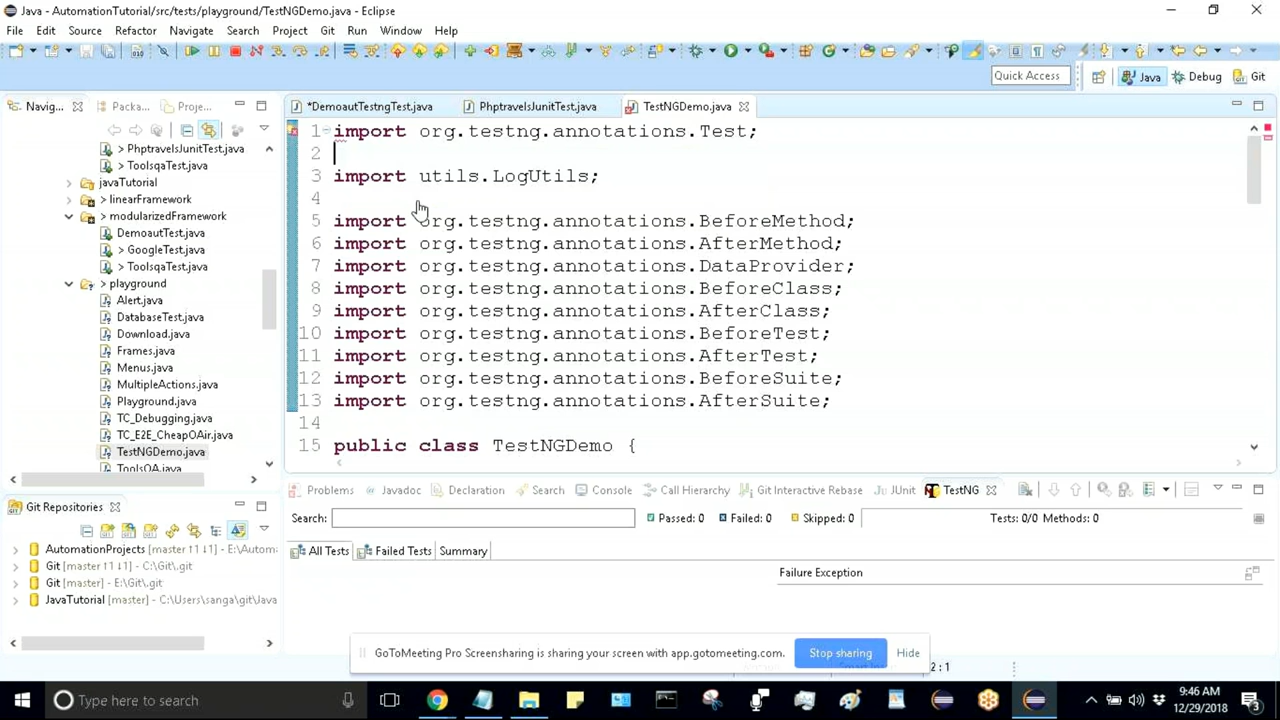 Java - AutomationTutorial/src/tests/playground/TestNGDemo.java - Eclipse
File Edit Source Refactor Navigate Search Project Git Run Window Help
Quick Access
Java
Debug
Git
Navig...
Packa...
Proje...
> PhptravelsJunitTest.java
> ToolsqaTest.java
javaTutorial
> linearFramework
> modularizedFramework
DemoautTest.java
> GoogleTest.java
> ToolsqaTest.java
> playground
Alert.java
DatabaseTest.java
Download.java
Frames.java
Menus.java
MultipleActions.java
Playground.java
TC_Debugging.java
TC_E2E_CheapOAir.java
TestNGDemo.java
ToolsQA.java
Git Repositories
AutomationProjects [master ↑1 ↓1] - E:\Autom
Git [master ↑1 ↓1] - C:\Git\.git
Git [master] - E:\Git\.git
JavaTutorial [master] - C:\Users\sanga\git\Java
*DemoautTestngTest.java
PhptravelsJunitTest.java
TestNGDemo.java
1 import org.testng.annotations.Test;
2
3 import utils.LogUtils;
4
5 import org.testng.annotations.BeforeMethod;
6 import org.testng.annotations.AfterMethod;
7 import org.testng.annotations.DataProvider;
8 import org.testng.annotations.BeforeClass;
9 import org.testng.annotations.AfterClass;
10 import org.testng.annotations.BeforeTest;
11 import org.testng.annotations.AfterTest;
12 import org.testng.annotations.BeforeSuite;
13 import org.testng.annotations.AfterSuite;
14
15 public class TestNGDemo {
Problems
Javadoc
Declaration
Search
Console
Call Hierarchy
Git Interactive Rebase
JUnit
TestNG
Search:
Passed: 0
Failed: 0
Skipped: 0
Tests: 0/0 Methods: 0
All Tests
Failed Tests
Summary
Failure Exception
GoToMeeting Pro Screensharing is sharing your screen with app.gotomeeting.com.
Stop sharing
Hide
2 : 1
Type here to search
9:46 AM
12/29/2018
3